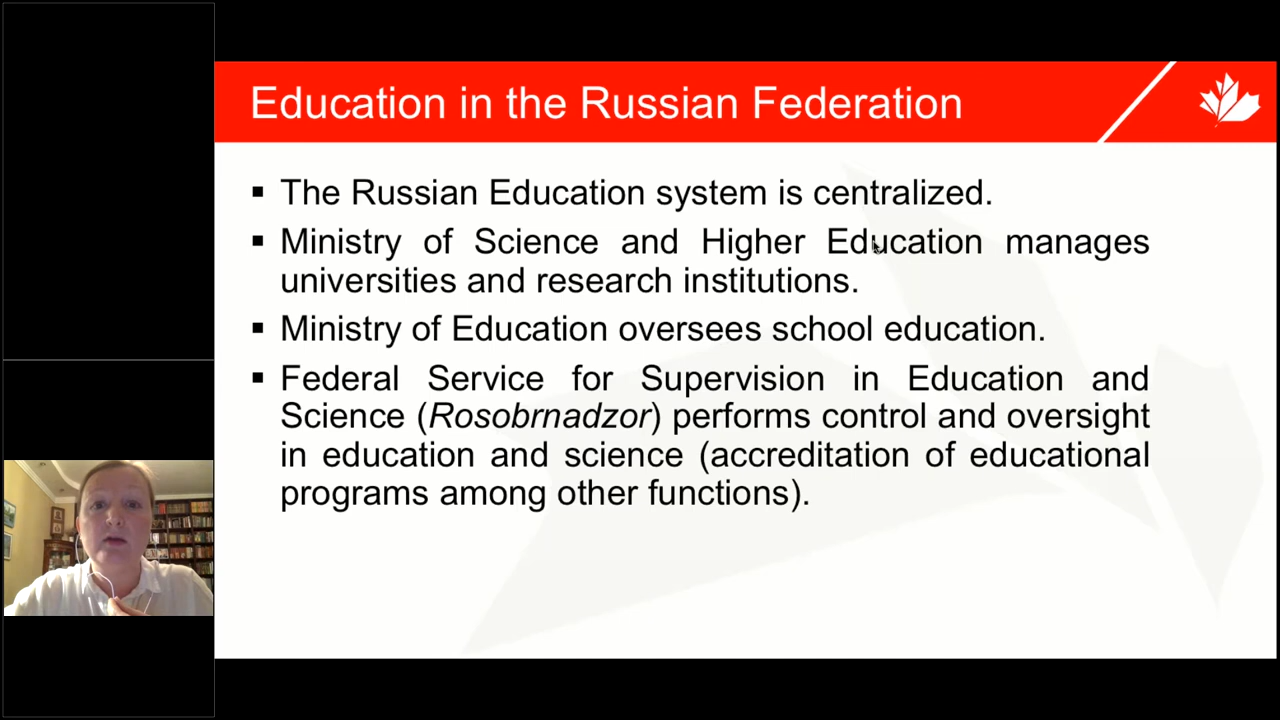 Education in the Russian Federation
▪ The Russian Education system is centralized.
▪ Ministry of Science and Higher Education manages
universities and research institutions.
▪ Ministry of Education oversees school education.
▪ Federal Service for Supervision in Education and
Science (Rosobrnadzor) performs control and oversight
in education and science (accreditation of educational
programs among other functions).